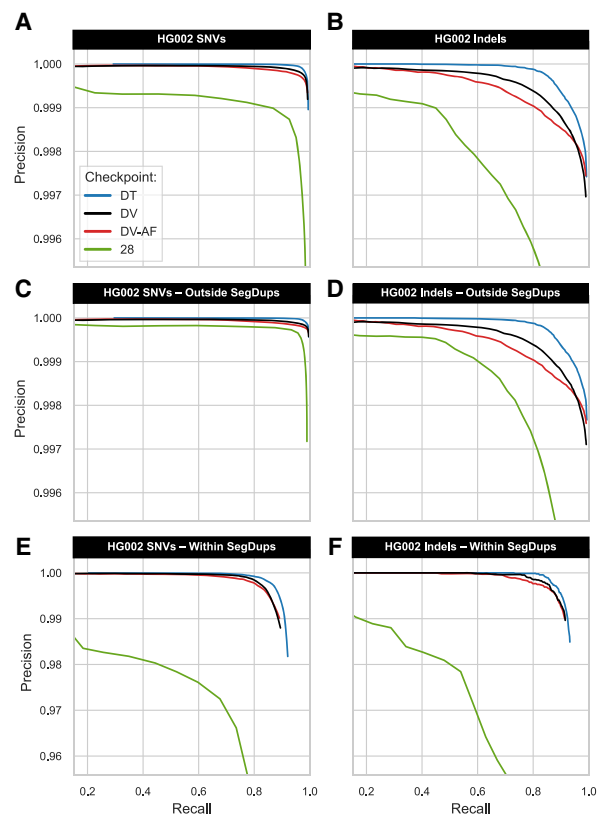 A
HG002 SNVs
B
HG002 Indels
Precision
1.000
0.999
0.998
0.997
0.996
Checkpoint:
DT
DV
DV-AF
28
C
HG002 SNVs – Outside SegDups
D
HG002 Indels – Outside SegDups
Precision
1.000
0.999
0.998
0.997
0.996
E
HG002 SNVs – Within SegDups
F
HG002 Indels – Within SegDups
Precision
1.00
0.99
0.98
0.97
0.96
0.2 0.4 0.6 0.8 1.0
0.2 0.4 0.6 0.8 1.0
Recall
Recall